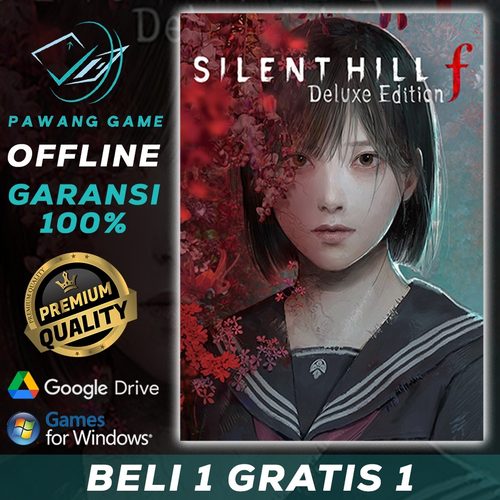 PAWANG GAME
OFFLINE
GARANSI
100%
PREMIUM
QUALITY
Google Drive
Games
for Windows®
SILENT HILL f
Deluxe Edition
BELI 1 GRATIS 1